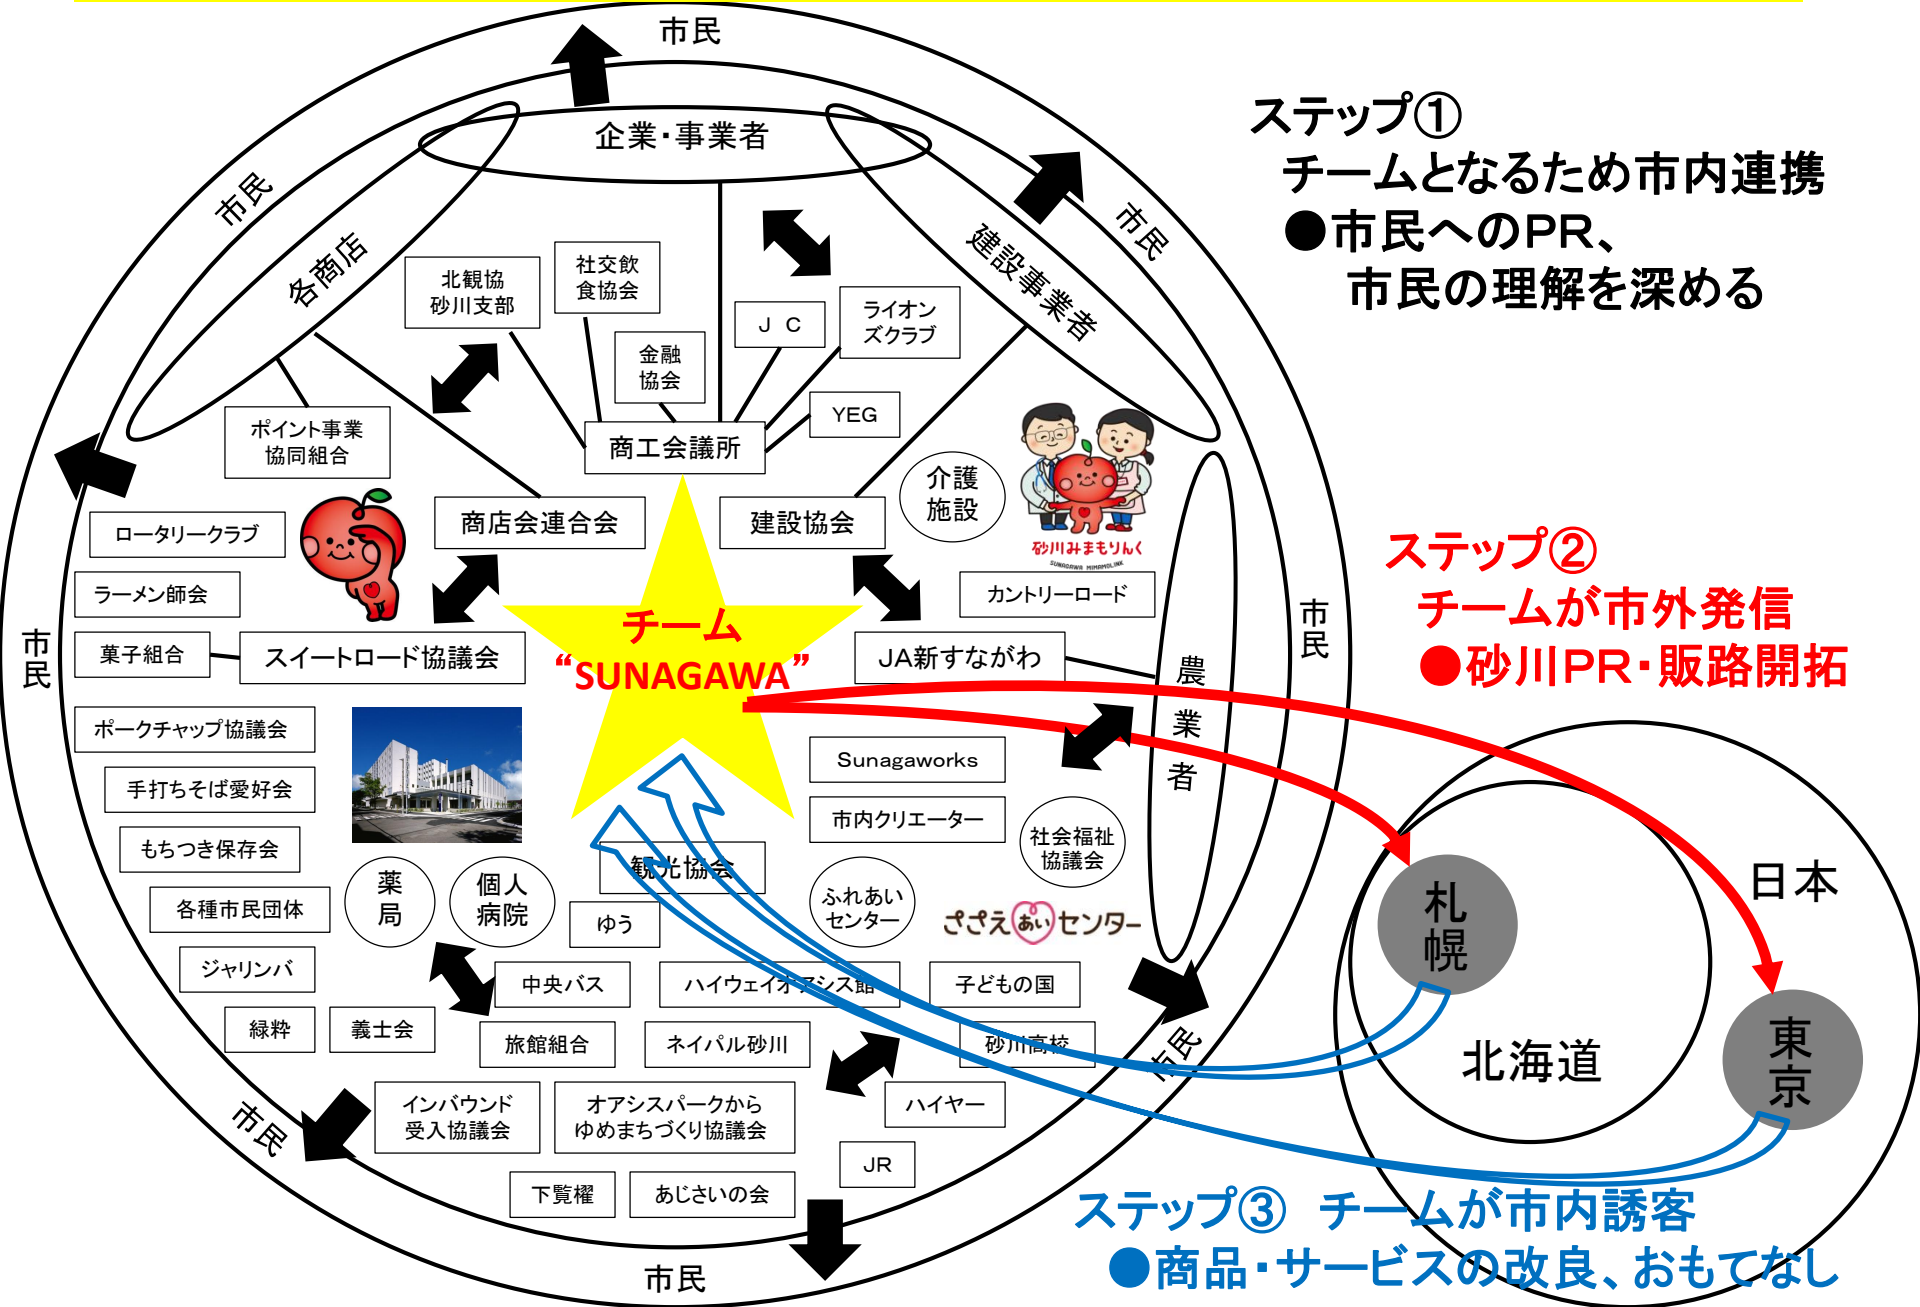 市民
企業・事業者
ステップ①
チームとなるため市内連携
●市民へのPR、
市民の理解を深める
市民
市民
各商店
建設事業者
北観協
砂川支部
社交飲
食協会
金融
協会
J C
ライオン
ズクラブ
YEG
ポイント事業
協同組合
商工会議所
商店会連合会
建設協会
介護
施設
砂川みまもりんく
SUNAGAWA MIMAMOLINK
ロータリークラブ
ラーメン師会
菓子組合
スイートロード協議会
チーム
“SUNAGAWA”
カントリーロード
JA新すながわ
農業者
市民
市民
ステップ②
チームが市外発信
●砂川PR・販路開拓
ポークチャップ協議会
手打ちそば愛好会
もちつき保存会
各種市民団体
ジャリンバ
緑粋
義士会
薬局
個人
病院
観光協会
ゆう
Sunagaworks
市内クリエーター
社会福祉
協議会
ふれあい
センター
ささえあいセンター
中央バス
ハイウェイオアシス館
子どもの国
旅館組合
ネイパル砂川
砂川高校
インバウンド
受入協議会
オアシスパークから
ゆめまちづくり協議会
ハイヤー
JR
下覧櫂
あじさいの会
市民
市民
市民
日本
札幌
北海道
東京
ステップ③ チームが市内誘客
●商品・サービスの改良、おもてなし